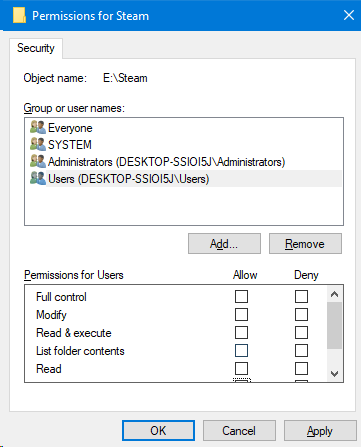 Permissions for Steam
Security
Object name: E:\Steam
Group or user names:
Everyone
SYSTEM
Administrators (DESKTOP-SSIOI5J\Administrators)
Users (DESKTOP-SSIOI5J\Users)
Add... Remove
Permissions for Users Allow Deny
Full control
Modify
Read & execute
List folder contents
Read
OK Cancel Apply